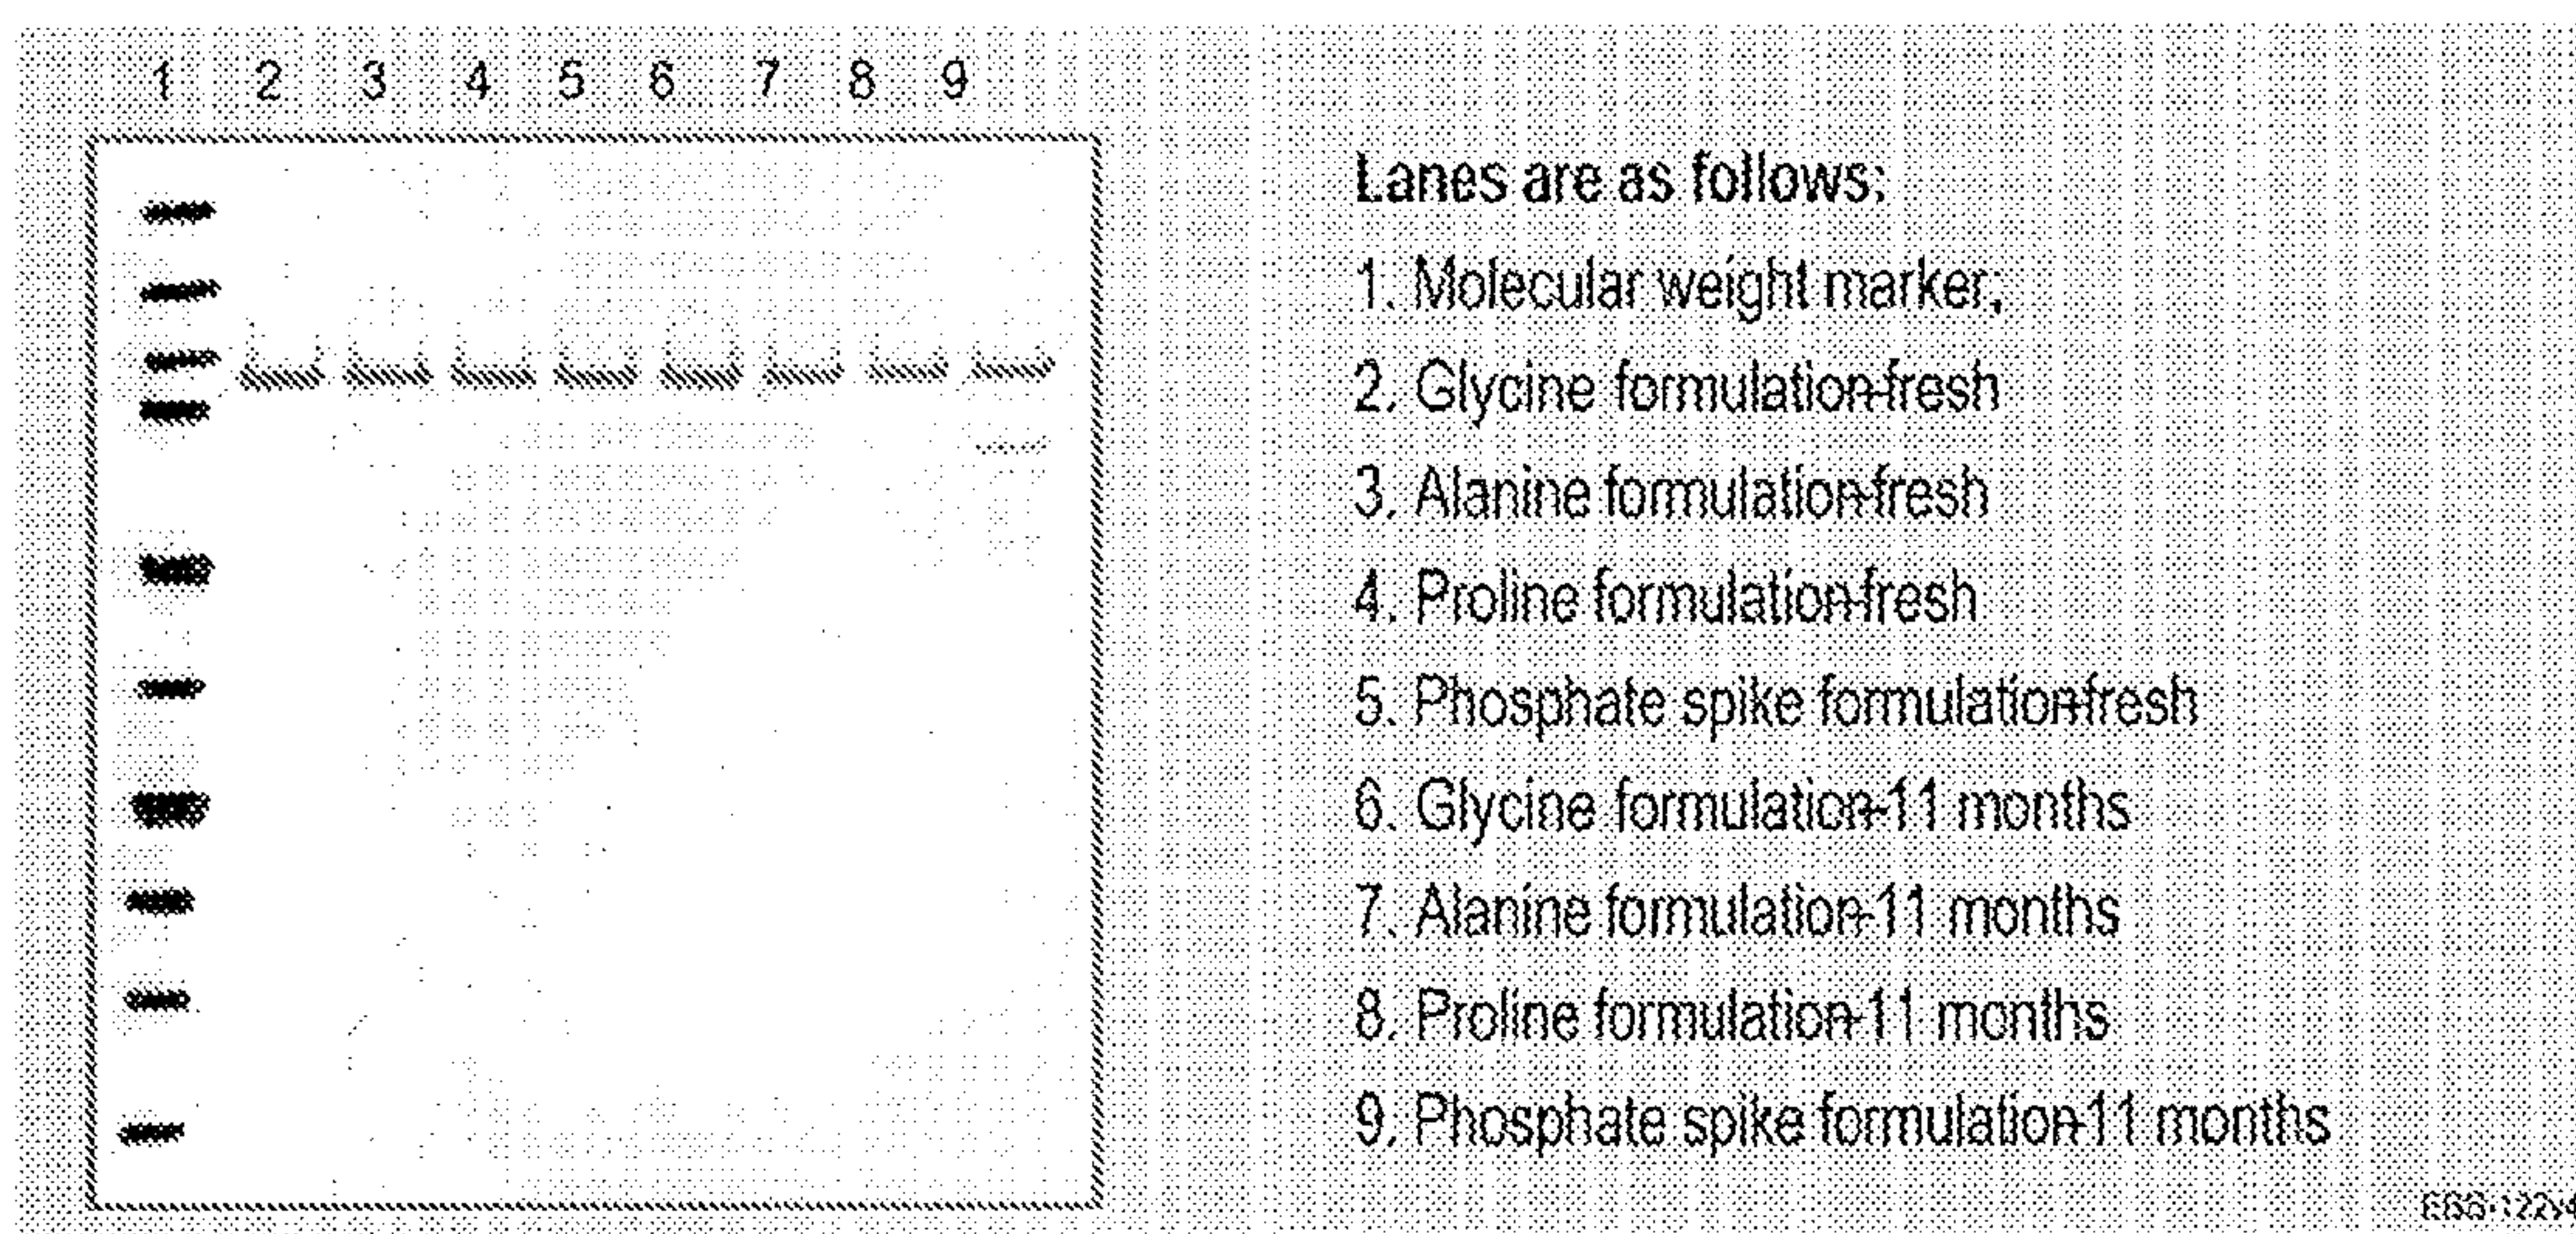 1 2 3 4 5 6 7 8 9
Lanes are as follows:
1. Molecular weight marker;
2. Glycine formulation-fresh
3. Alanine formulation-fresh
4. Proline formulation-fresh
5. Phosphate spike formulation-fresh
6. Glycine formulation-11 months
7. Alanine formulation-11 months
8. Proline formulation-11 months
9. Phosphate spike formulation-11 months